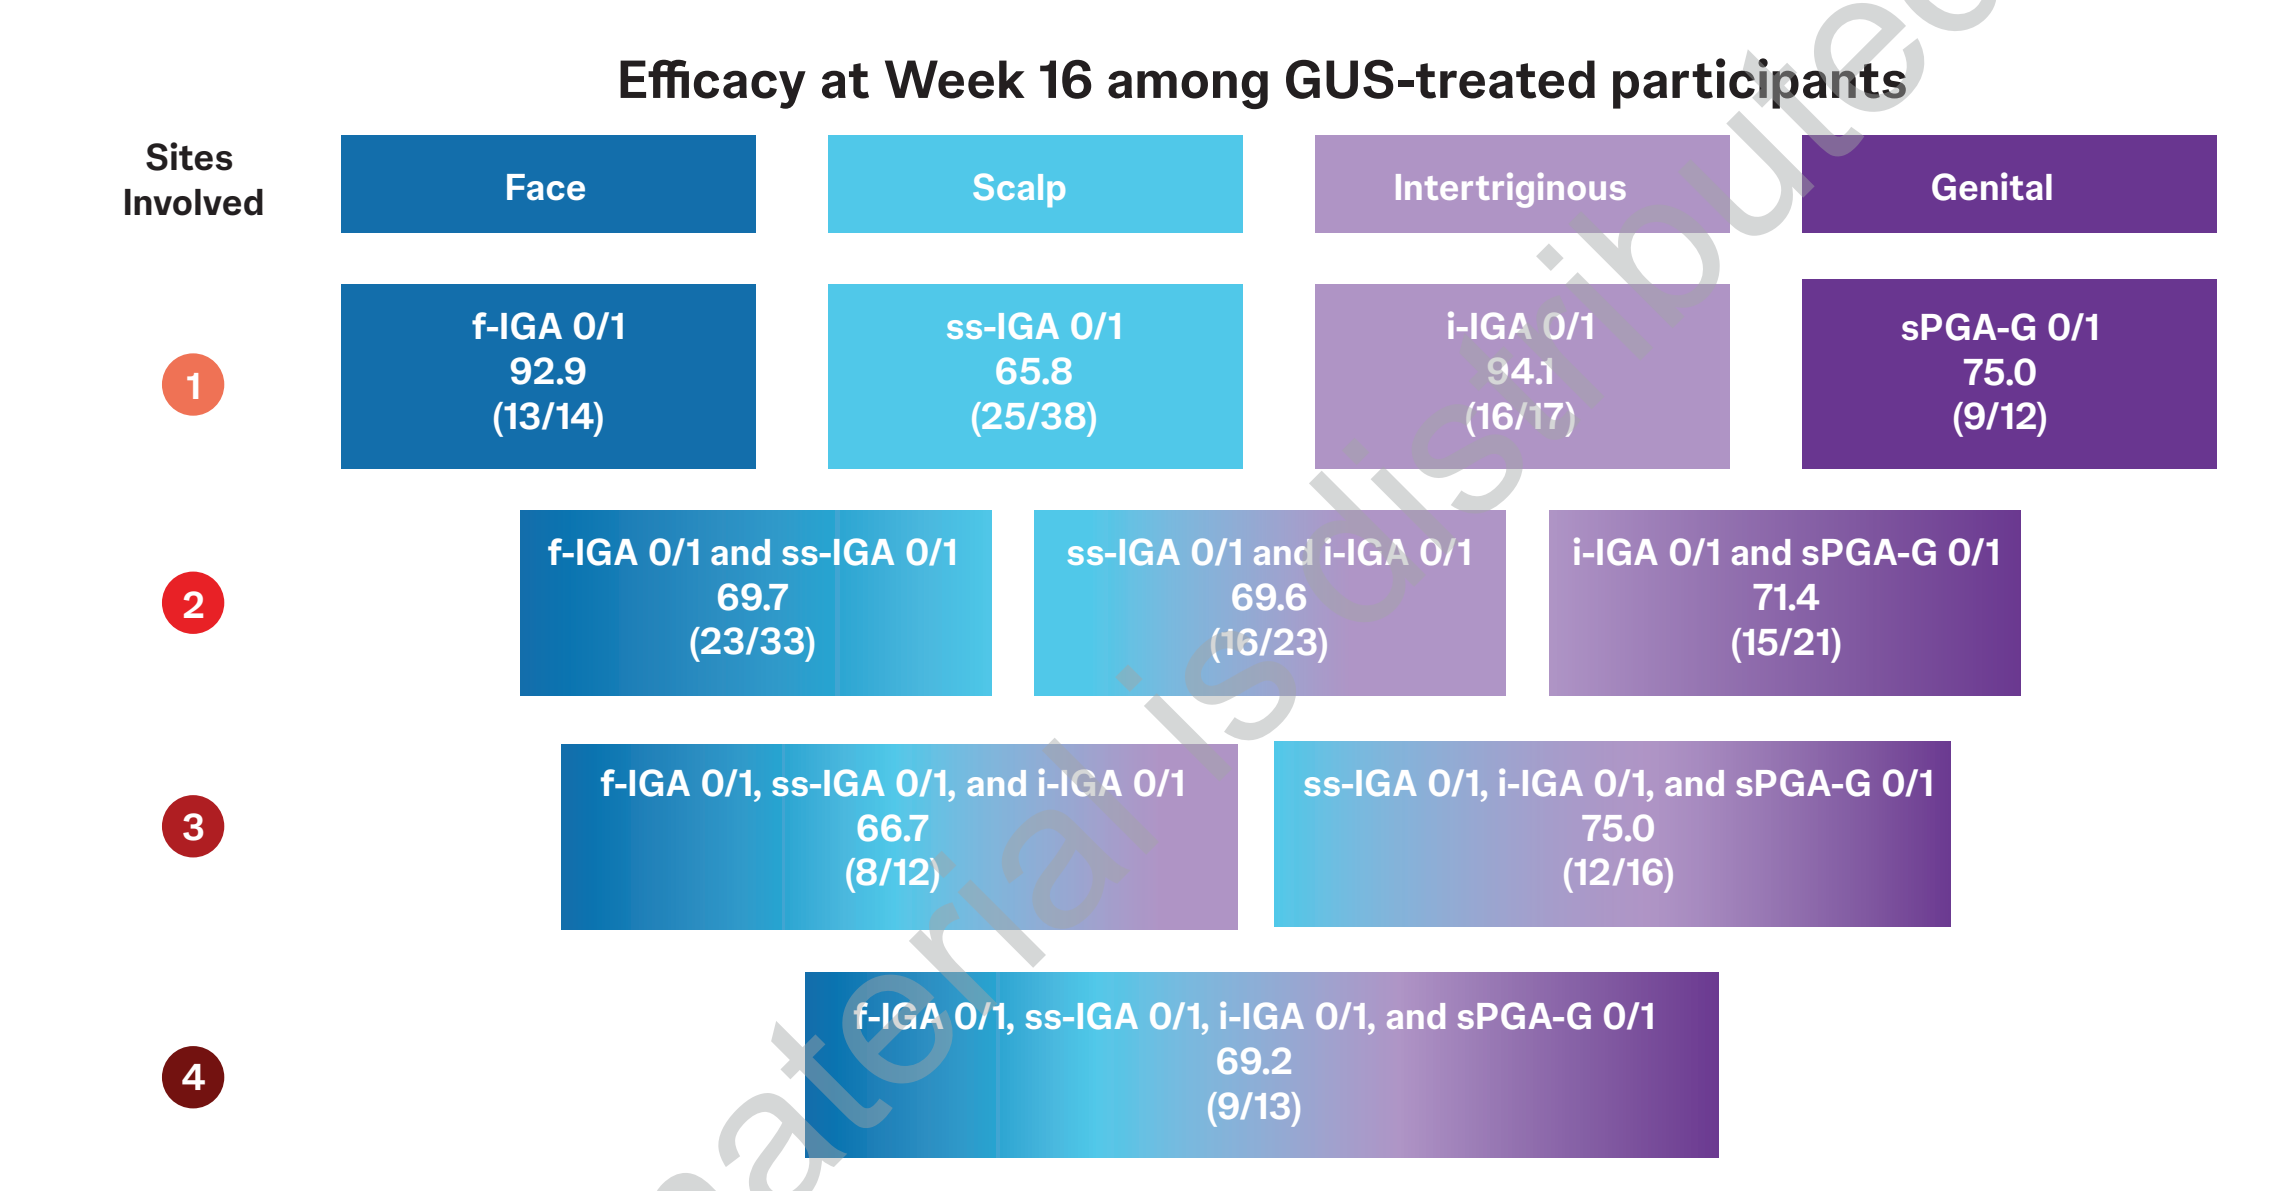 Efficacy at Week 16 among GUS-treated participants
Sites
Involved
Face
Scalp
Intertriginous
Genital
1
f-IGA 0/1
92.9
(13/14)
ss-IGA 0/1
65.8
(25/38)
i-IGA 0/1
94.1
(16/17)
sPGA-G 0/1
75.0
(9/12)
2
f-IGA 0/1 and ss-IGA 0/1
69.7
(23/33)
ss-IGA 0/1 and i-IGA 0/1
69.6
(16/23)
i-IGA 0/1 and sPGA-G 0/1
71.4
(15/21)
3
f-IGA 0/1, ss-IGA 0/1, and i-IGA 0/1
66.7
(8/12)
ss-IGA 0/1, i-IGA 0/1, and sPGA-G 0/1
75.0
(12/16)
4
f-IGA 0/1, ss-IGA 0/1, i-IGA 0/1, and sPGA-G 0/1
69.2
(9/13)
material is distributed